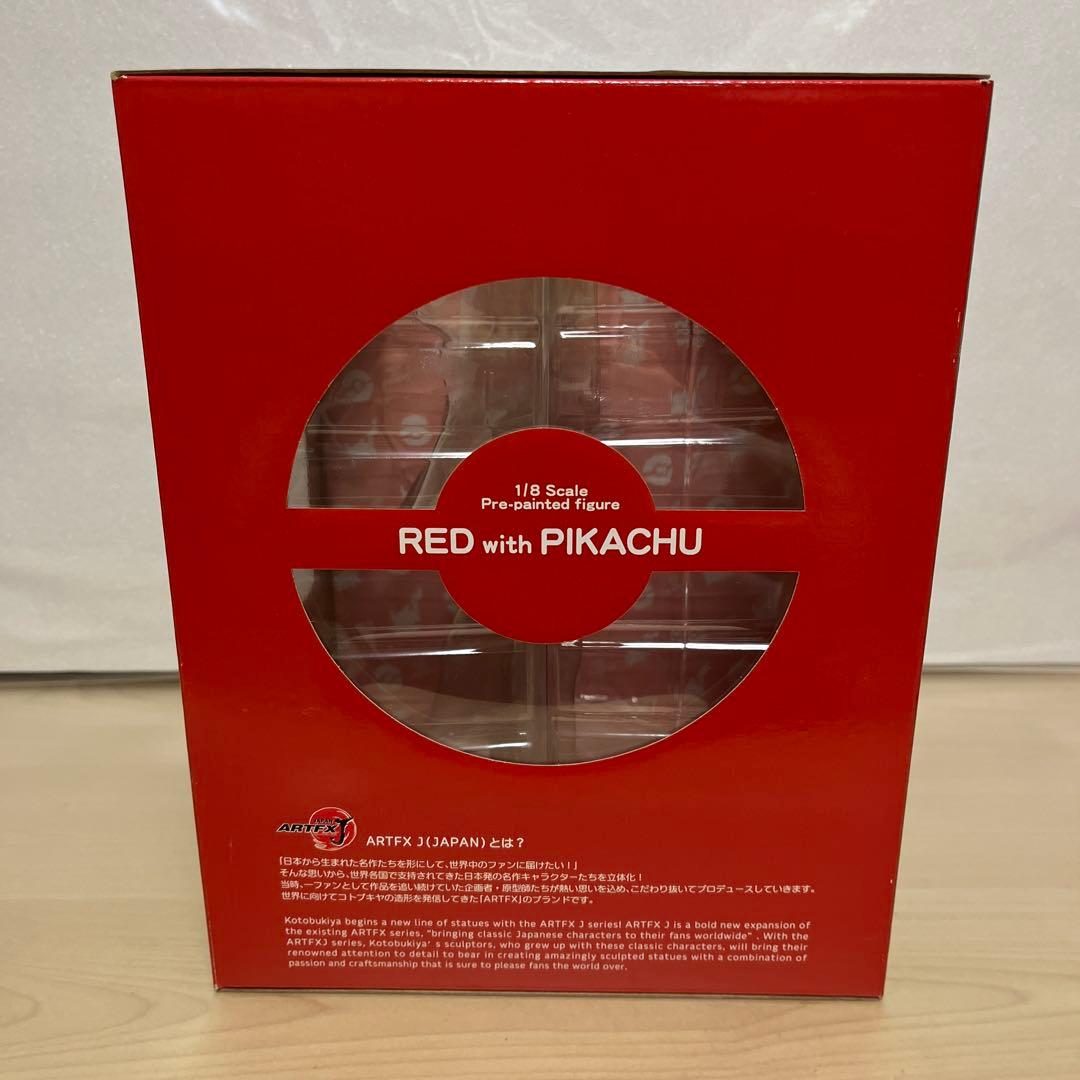 1/8 Scale
Pre-painted figure
RED with PIKACHU
JAPAN
ARTFX J
ARTFX J(JAPAN)とは？
「日本から生まれた名作たちを形にして、世界中のファンに届けたい！」
そんな思いから、世界各国で支持されてきた日本発の名作キャラクターたちを立体化！
当時、一ファンとして作品を追い続けていた企画者・原型師たちが熱い思いを込め、こだわり抜いてプロデュースしていきます。
世界に向けてコトブキヤの造形を発信してきた「ARTFX」のブランドです。
Kotobukiya begins a new line of statues with the ARTFX J series! ARTFX J is a bold new expansion of
the existing ARTFX series, "bringing classic Japanese characters to their fans worldwide". With the
ARTFXJ series, Kotobukiya's sculptors, who grew up with these classic characters, will bring their
renowned attention to detail to bear in creating amazingly sculpted statues with a combination of
passion and craftsmanship that is sure to please fans the world over.